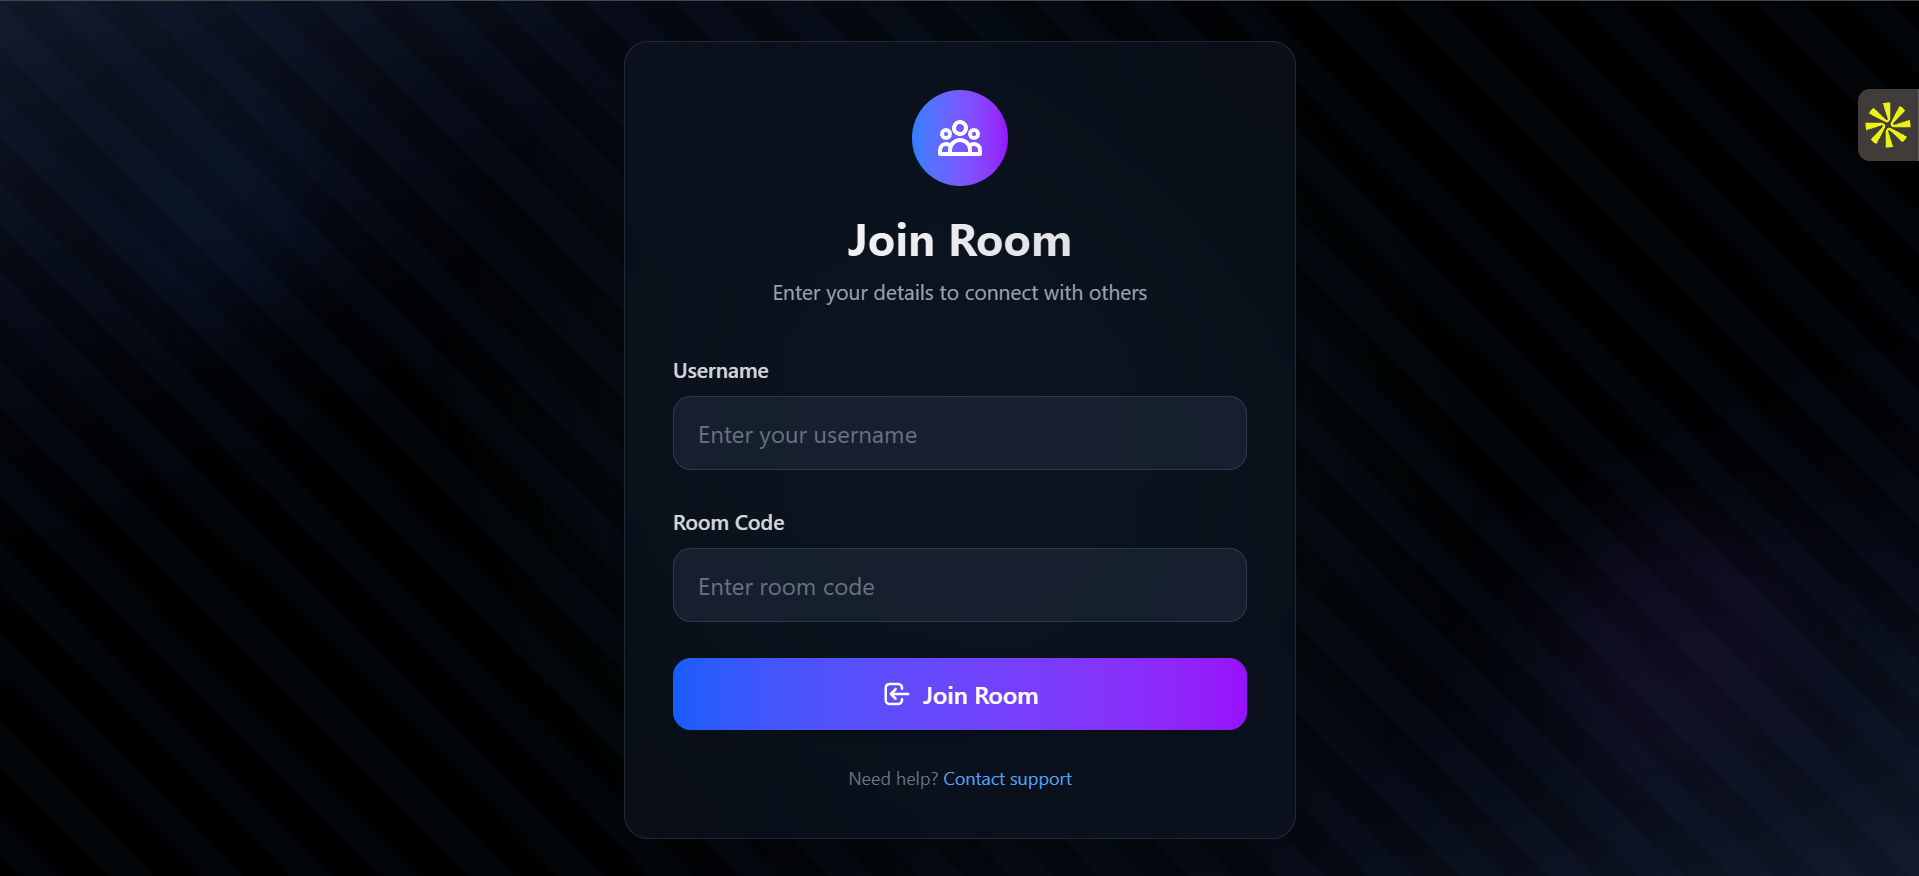 Join Room
Enter your details to connect with others
Username
Enter your username
Room Code
Enter room code
Join Room
Need help? Contact support